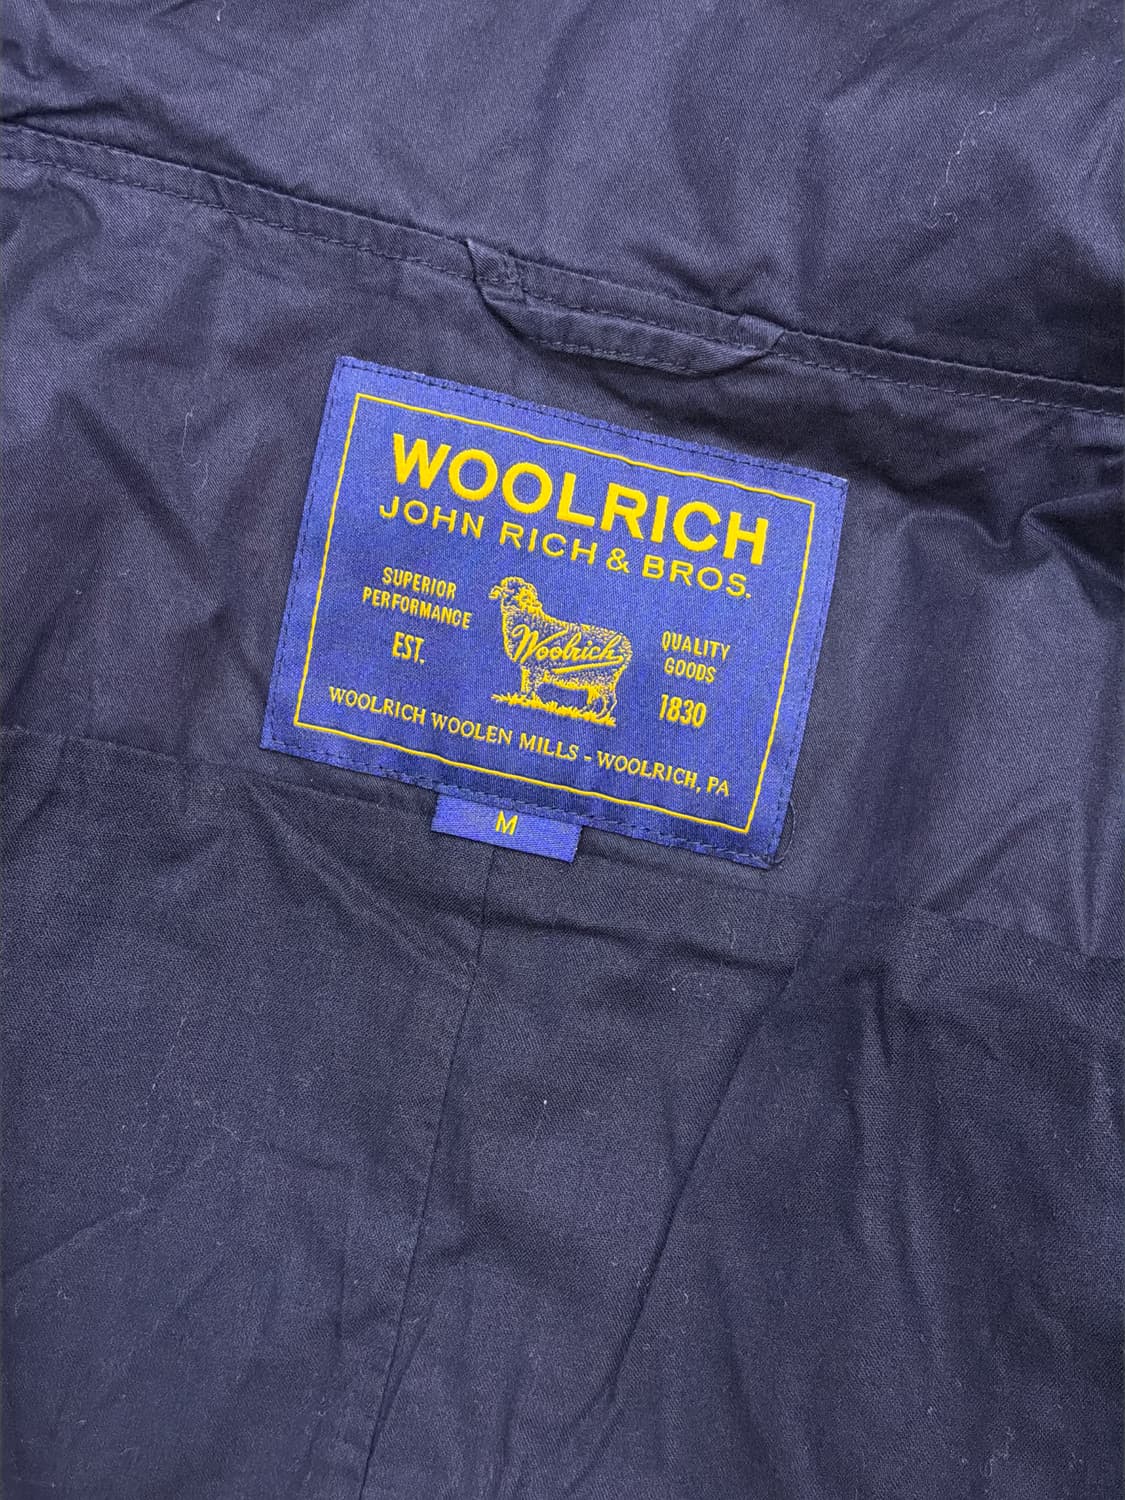 WOOLRICH
JOHN RICH & BROS.
SUPERIOR
PERFORMANCE
EST.
Woolrich
QUALITY
GOODS
1830
WOOLRICH WOOLEN MILLS - WOOLRICH, PA
M